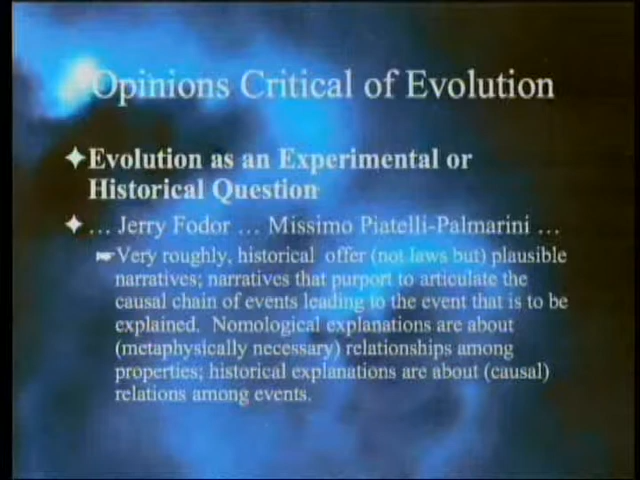 Opinions Critical of Evolution
Evolution as an Experimental or
Historical Question
... Jerry Fodor ... Missimo Piatelli-Palmarini ...
Very roughly, historical offer (not laws but) plausible
narratives; narratives that purport to articulate the
causal chain of events leading to the event that is to be
explained. Nomological explanations are about
(metaphysically necessary) relationships among
properties; historical explanations are about (causal)
relations among events.